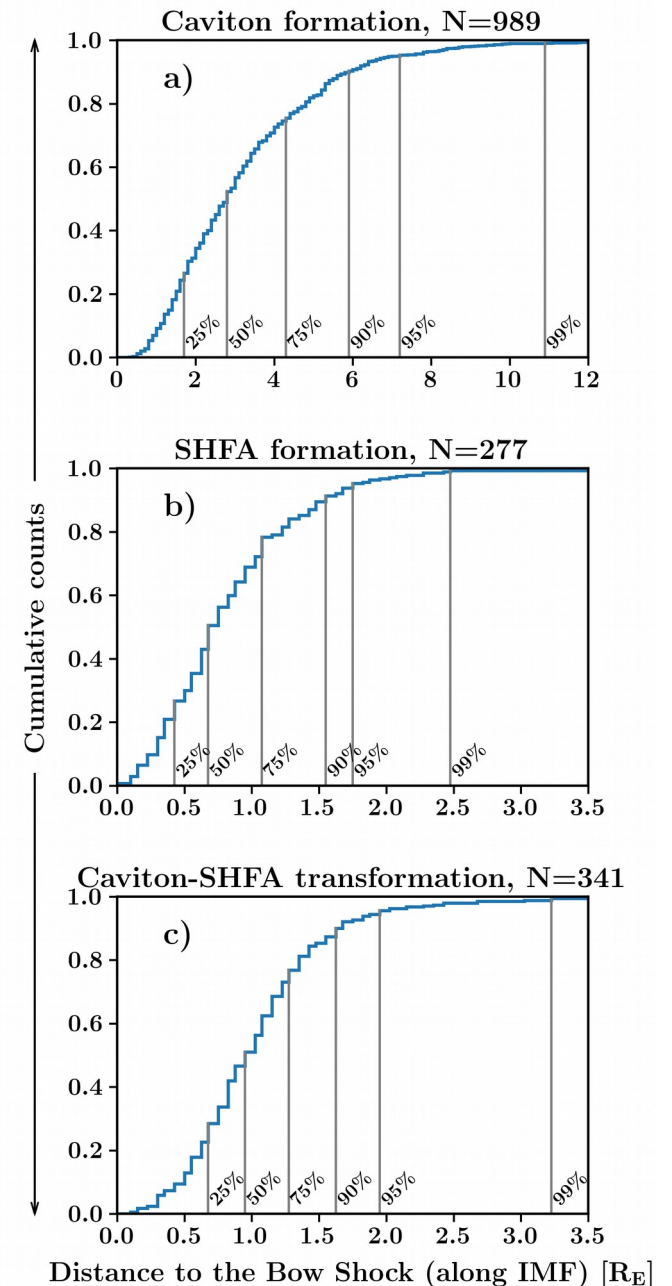 Caviton formation, N=989
a)
1.0
0.8
0.6
0.4
0.2
0.0
25% 50% 75% 90% 95% 99%
0 2 4 6 8 10 12
SHFA formation, N=277
b)
1.0
0.8
0.6
0.4
0.2
0.0
25% 50% 75% 90% 95% 99%
0.0 0.5 1.0 1.5 2.0 2.5 3.0 3.5
Cumulative counts
Caviton-SHFA transformation, N=341
c)
1.0
0.8
0.6
0.4
0.2
0.0
25% 50% 75% 90% 95% 99%
0.0 0.5 1.0 1.5 2.0 2.5 3.0 3.5
Distance to the Bow Shock (along IMF) [R_E]